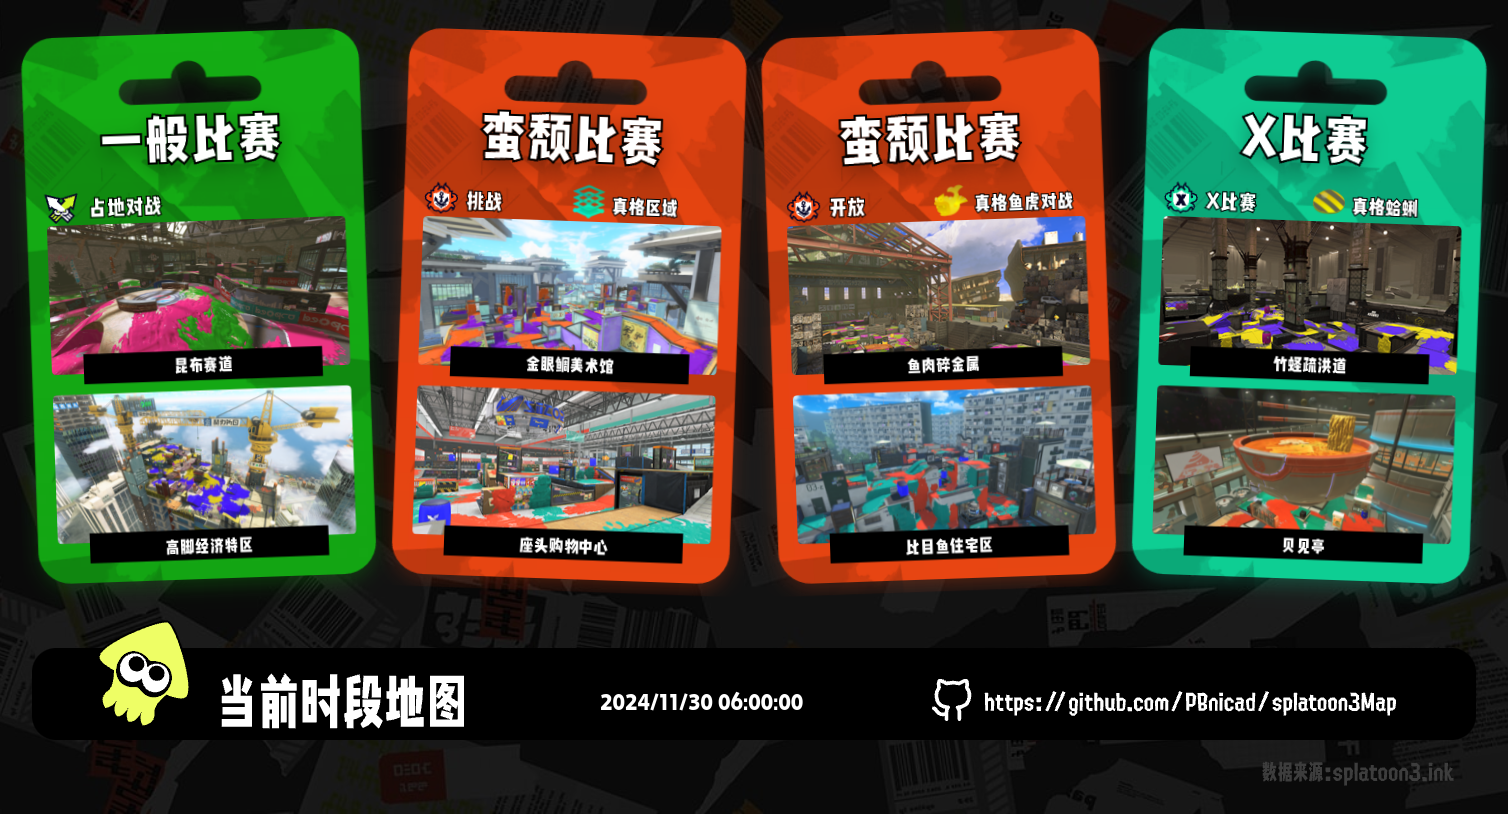 一般比赛
占地对战
昆布赛道
高脚经济特区
蛮颓比赛
挑战
真格区域
金眼鲷美术馆
座头购物中心
蛮颓比赛
开放
真格鱼虎对战
鱼肉碎金属
比目鱼住宅区
X比赛
X比赛
真格蛤蜊
竹蛏疏洪道
贝见亭
当前时段地图
2024/11/30 06:00:00
https://github.com/PBnicad/splatoon3Map
数据来源:splatoon3.ink